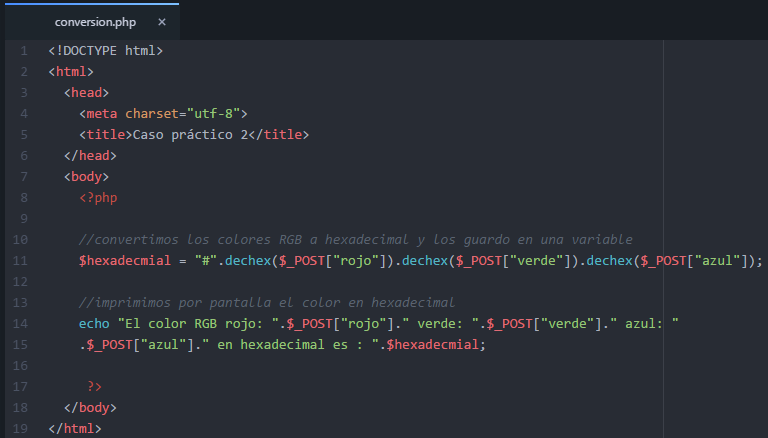 conversion.php ×
1 <!DOCTYPE html>
2 <html>
3 <head>
4 <meta charset="utf-8">
5 <title>Caso práctico 2</title>
6 </head>
7 <body>
8 <?php
9
10 //convertimos los colores RGB a hexadecimal y los guardo en una variable
11 $hexadecmial = "#".dechex($_POST["rojo"]).dechex($_POST["verde"]).dechex($_POST["azul"]);
12
13 //imprimimos por pantalla el color en hexadecimal
14 echo "El color RGB rojo: ".$_POST["rojo"]." verde: ".$_POST["verde"]." azul: "
15 .$_POST["azul"]." en hexadecimal es : ".$hexadecmial;
16
17 ?>
18 </body>
19 </html>